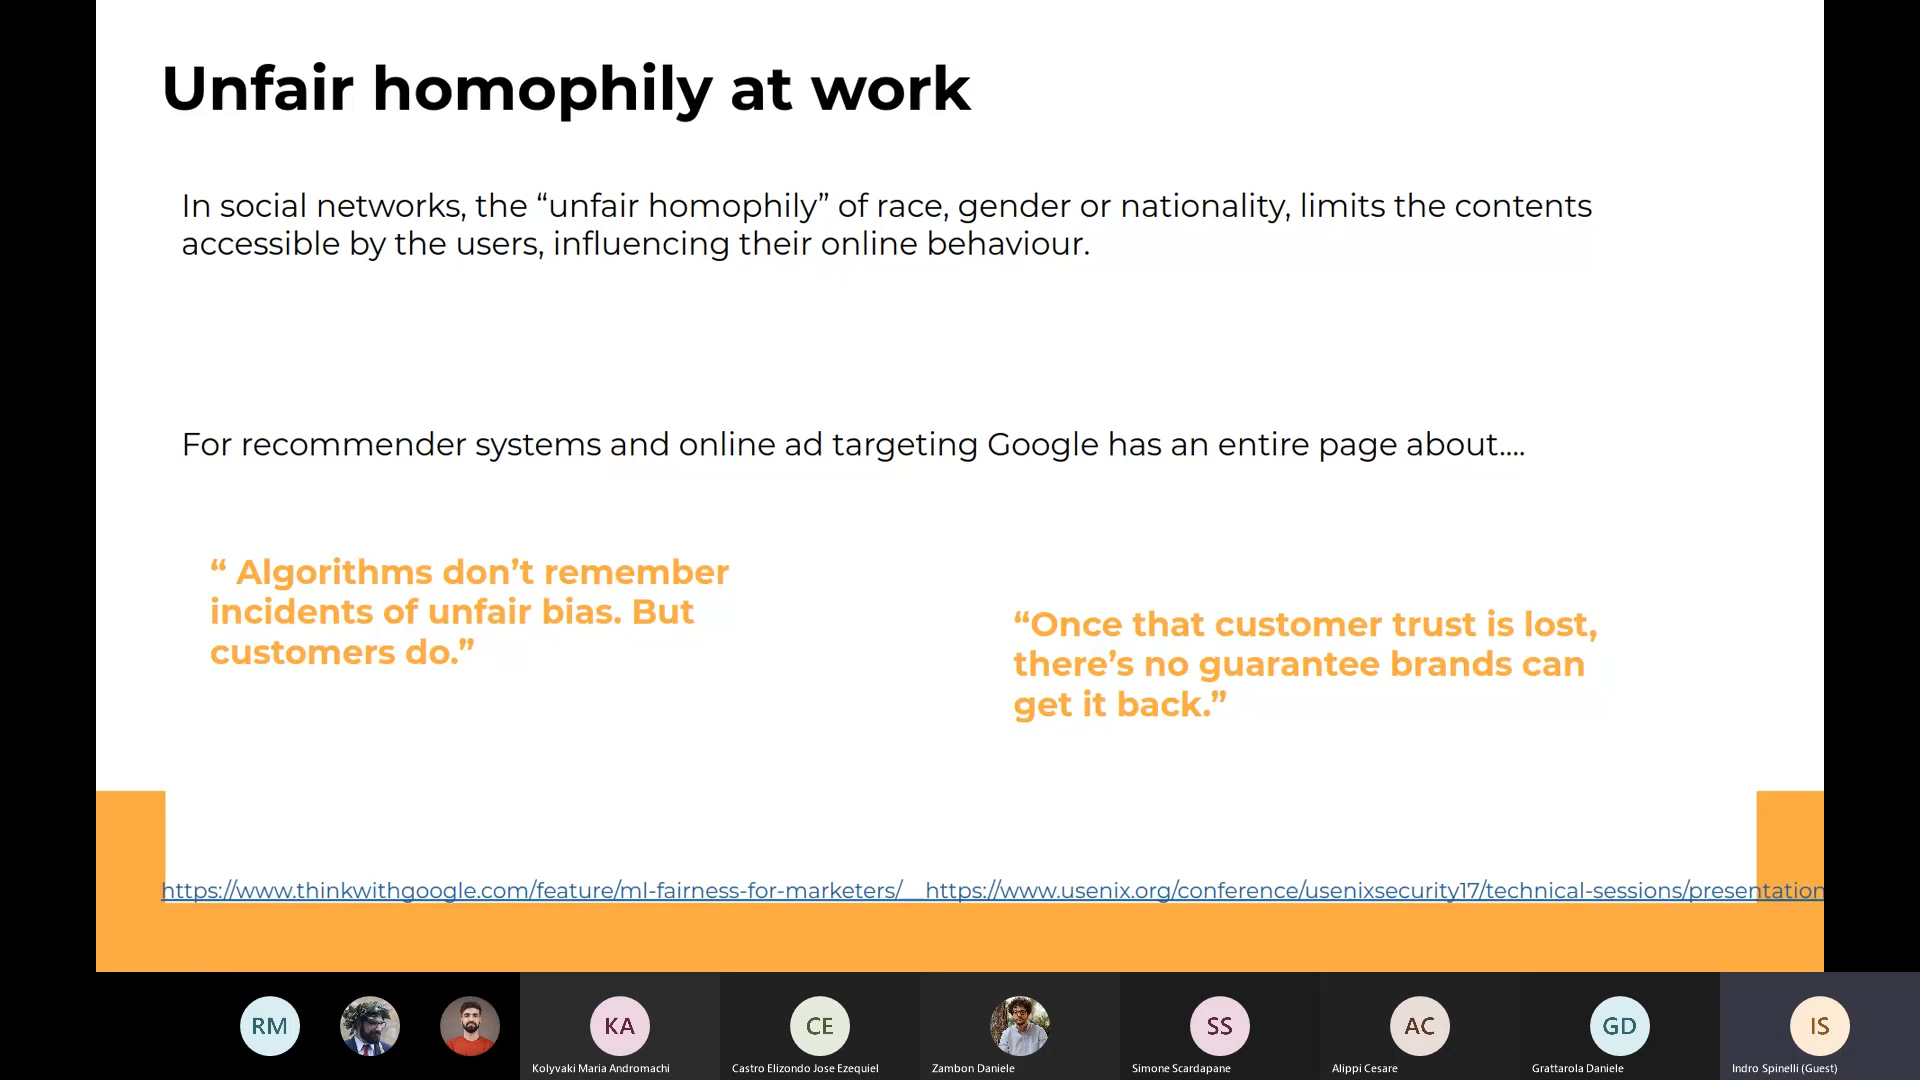 Unfair homophily at work
In social networks, the “unfair homophily” of race, gender or nationality, limits the contents
accessible by the users, influencing their online behaviour.
For recommender systems and online ad targeting Google has an entire page about....
“ Algorithms don’t remember
incidents of unfair bias. But
customers do.”
“Once that customer trust is lost,
there’s no guarantee brands can
get it back.”
https://www.thinkwithgoogle.com/feature/ml-fairness-for-marketers/ https://www.usenix.org/conference/usenixsecurity17/technical-sessions/presentation
RM
KA
CE
SS
AC
GD
IS
Kolyvaki Maria Andromachi
Castro Elizondo Jose Ezequiel
Zambon Daniele
Simone Scardapane
Alippi Cesare
Grattarola Daniele
Indro Spinelli (Guest)